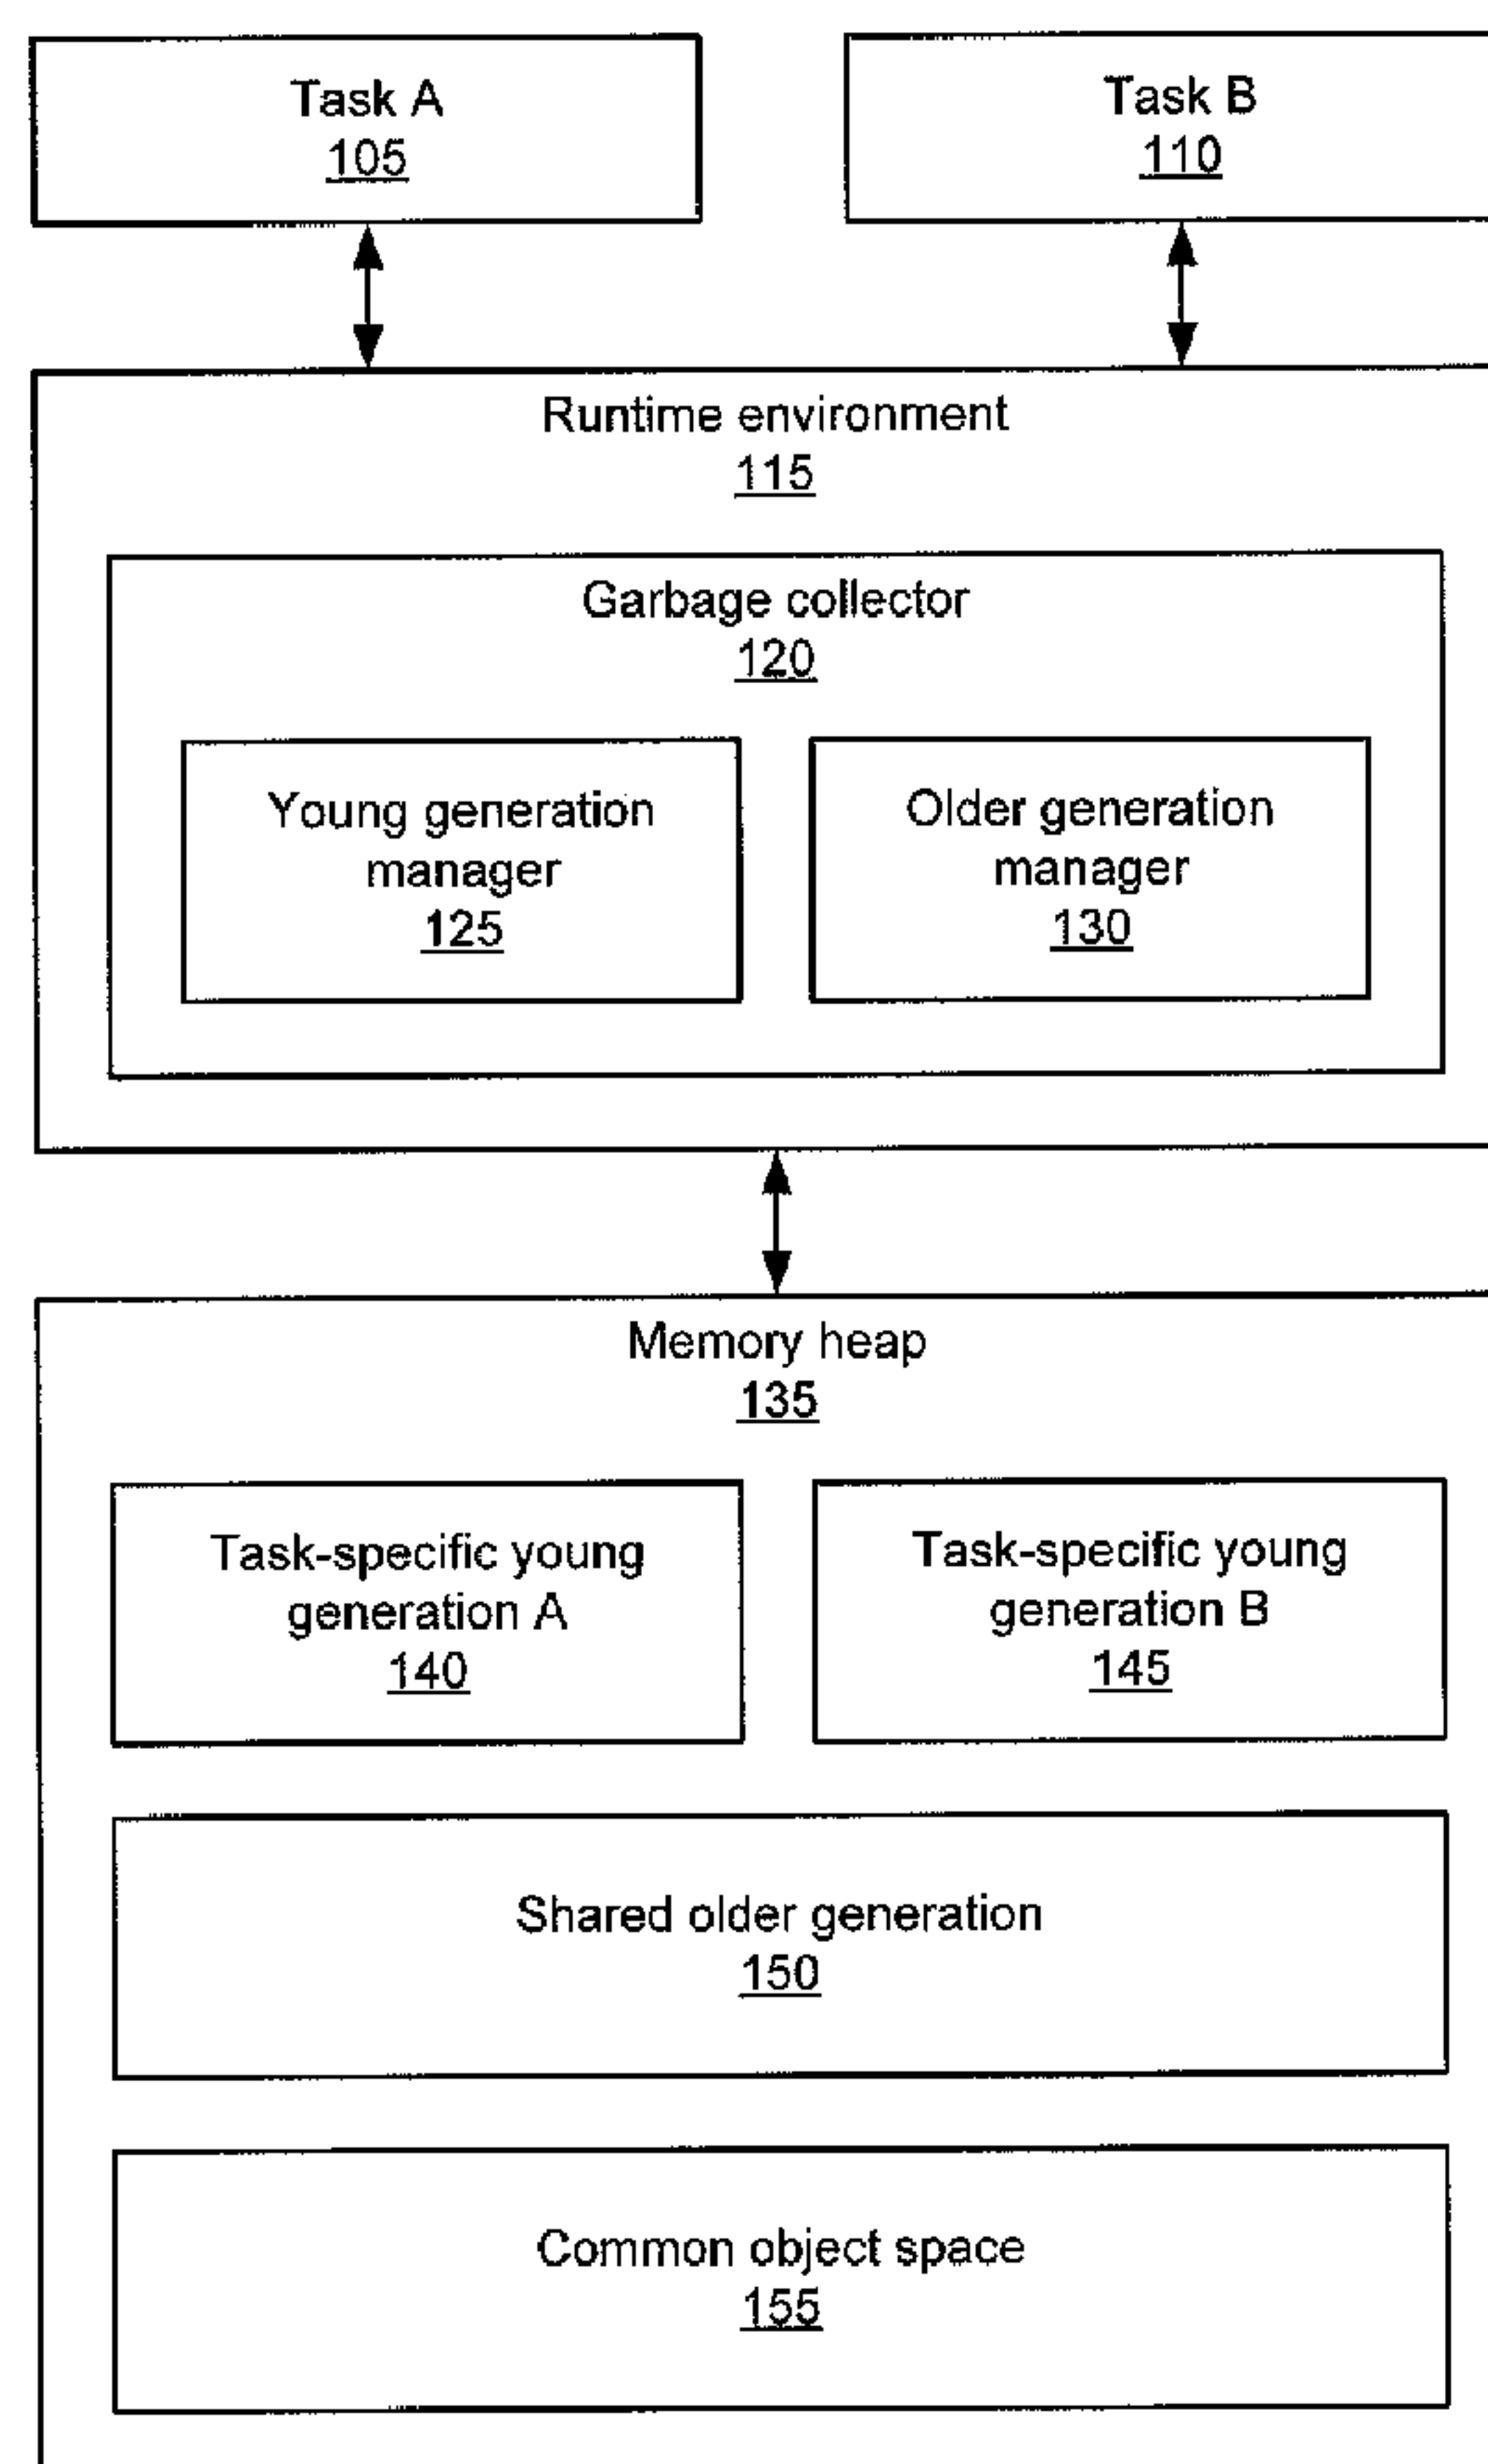 Task A
105
Task B
110
Runtime environment
115
Garbage collector
120
Young generation
manager
125
Older generation
manager
130
Memory heap
135
Task-specific young
generation A
140
Task-specific young
generation B
145
Shared older generation
150
Common object space
155